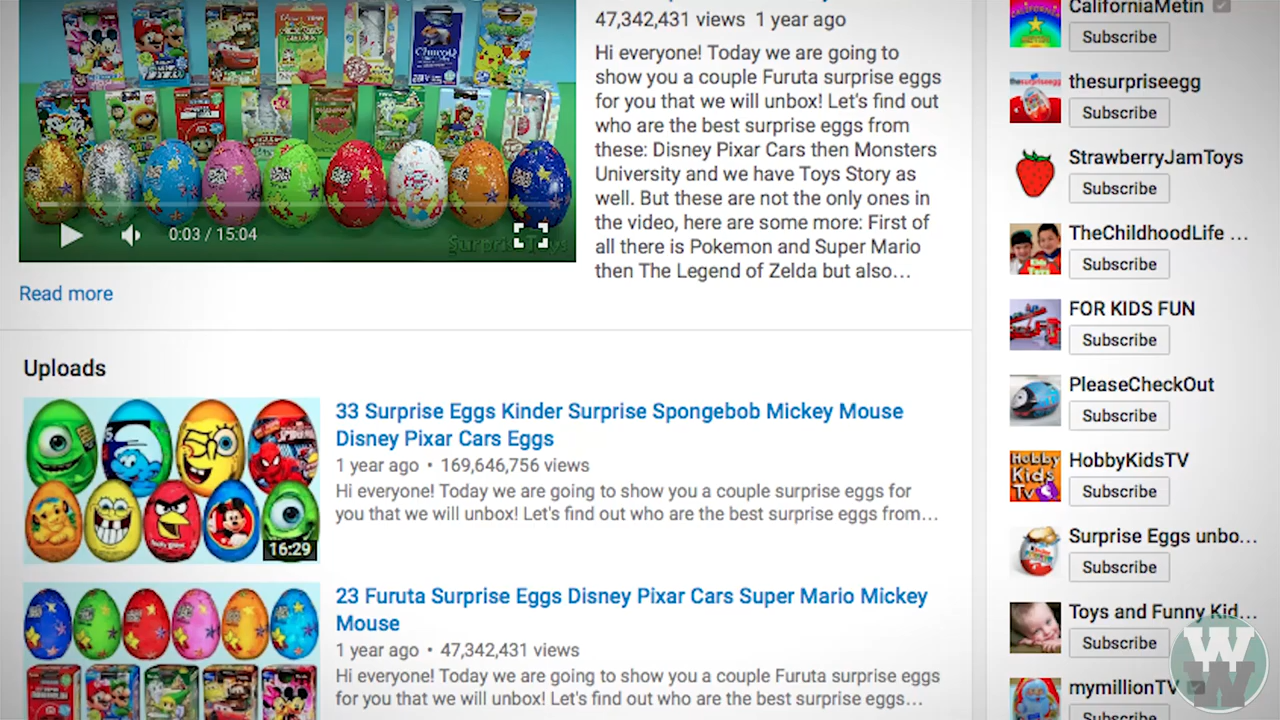 47,342,431 views 1 year ago
Hi everyone! Today we are going to
show you a couple Furuta surprise eggs
for you that we will unbox! Let's find out
who are the best surprise eggs from
these: Disney Pixar Cars then Monsters
University and we have Toys Story as
well. But these are not the only ones in
the video, here are some more: First of
all there is Pokemon and Super Mario
then The Legend of Zelda but also...
0:03 / 15:04
Surprise Toys
Read more
Uploads
33 Surprise Eggs Kinder Surprise Spongebob Mickey Mouse
Disney Pixar Cars Eggs
1 year ago • 169,646,756 views
Hi everyone! Today we are going to show you a couple surprise eggs for
you that we will unbox! Let's find out who are the best surprise eggs from...
16:29
23 Furuta Surprise Eggs Disney Pixar Cars Super Mario Mickey
Mouse
1 year ago • 47,342,431 views
Hi everyone! Today we are going to show you a couple Furuta surprise eggs
for you that we will unbox! Let's find out who are the best surprise eggs...
CaliforniaMetin
Subscribe
thesurpriseegg
Subscribe
StrawberryJamToys
Subscribe
TheChildhoodLife ...
Subscribe
FOR KIDS FUN
Subscribe
PleaseCheckOut
Subscribe
Hobby
Kids
Tv
HobbyKidsTV
Subscribe
Surprise Eggs unbo...
Subscribe
Toys and Funny Kid...
Subscribe
mymillionTV
Subscribe
W
N